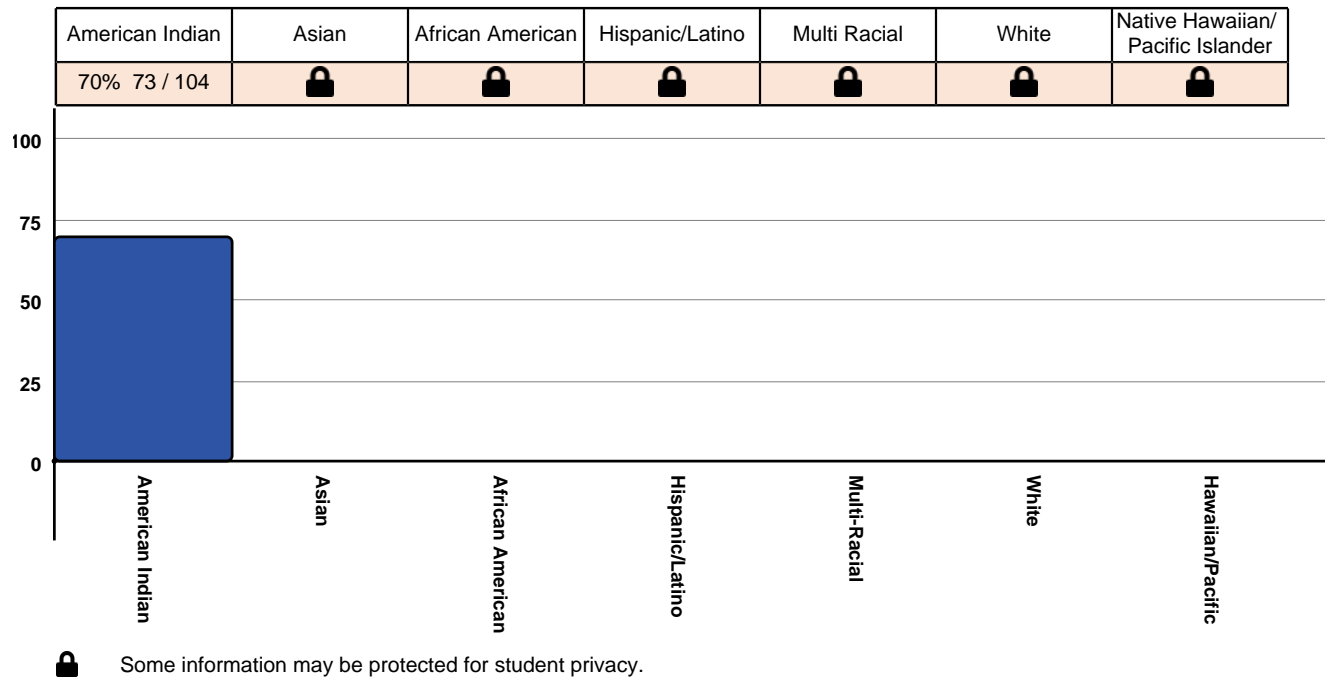 American Indian Asian African American Hispanic/Latino Multi Racial White Native Hawaiian/
Pacific Islander
70% 73 / 104
100
75
50
25
0
American Indian
Asian
African American
Hispanic/Latino
Multi-Racial
White
Hawaiian/Pacific
Some information may be protected for student privacy.